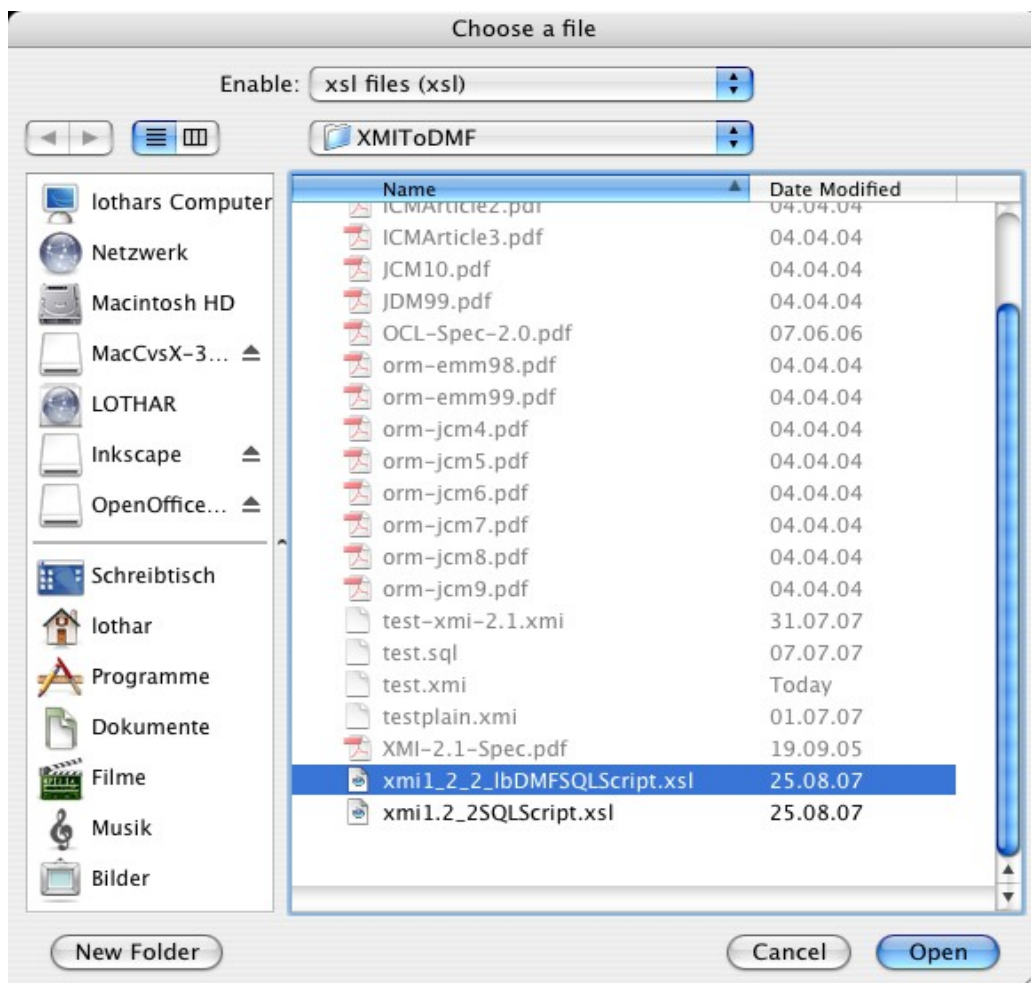 Choose a file
Enable: xsl files (xsl)
XMIToDMF
lothars Computer
Netzwerk
Macintosh HD
MacCvsX-3...
LOTHAR
Inkscape
OpenOffice...
Schreibtisch
lothar
Programme
Dokumente
Filme
Musik
Bilder
Name Date Modified
ICMArticle2.pdf 04.04.04
ICMArticle3.pdf 04.04.04
JCM10.pdf 04.04.04
JDM99.pdf 04.04.04
OCL-Spec-2.0.pdf 07.06.06
orm-emm98.pdf 04.04.04
orm-emm99.pdf 04.04.04
orm-jcm4.pdf 04.04.04
orm-jcm5.pdf 04.04.04
orm-jcm6.pdf 04.04.04
orm-jcm7.pdf 04.04.04
orm-jcm8.pdf 04.04.04
orm-jcm9.pdf 04.04.04
test-xmi-2.1.xmi 31.07.07
test.sql 07.07.07
test.xmi Today
testplain.xmi 01.07.07
XMI-2.1-Spec.pdf 19.09.05
xmi1_2_2_lbDMFSQLScript.xsl 25.08.07
xmi1.2_2SQLScript.xsl 25.08.07
New Folder Cancel Open